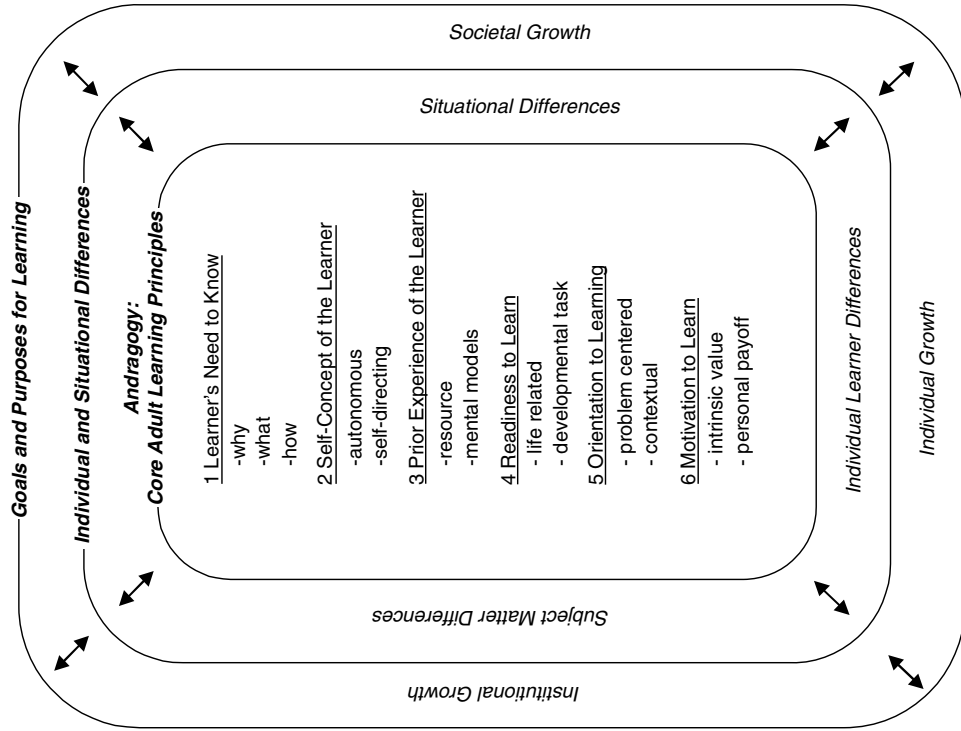 Goals and Purposes for Learning
Individual and Situational Differences
Andragogy:
Core Adult Learning Principles
1 Learner's Need to Know
-why
-what
-how
2 Self-Concept of the Learner
-autonomous
-self-directing
3 Prior Experience of the Learner
-resource
-mental models
4 Readiness to Learn
- life related
- developmental task
5 Orientation to Learning
- problem centered
- contextual
6 Motivation to Learn
- intrinsic value
- personal payoff
Institutional Growth
Subject Matter Differences
Situational Differences
Societal Growth
Individual Learner Differences
Individual Growth